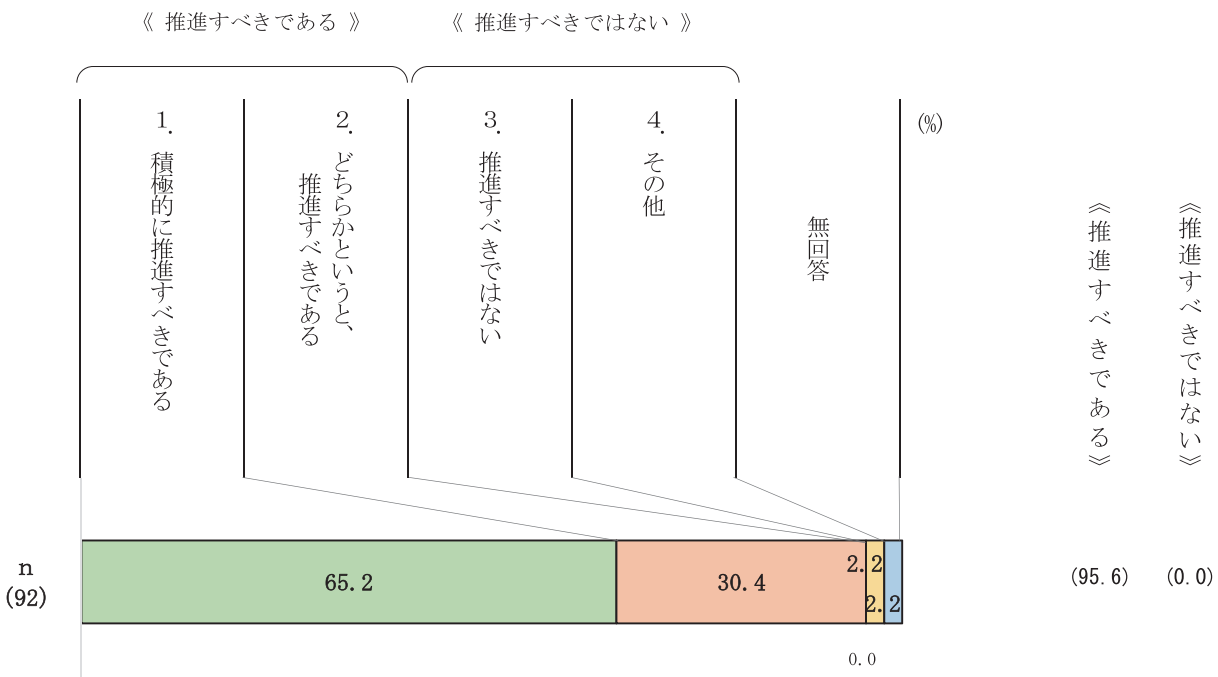 《 推進すべきである 》
《 推進すべきではない 》
1. 積極的に推進すべきである
2. どちらかというと、
推進すべきである
3. 推進すべきではない
4. その他
無回答
(%)
《推進すべきである》
《推進すべきではない》
n
(92)
65.2
30.4
2.2
2.2
(95.6)
(0.0)
0.0